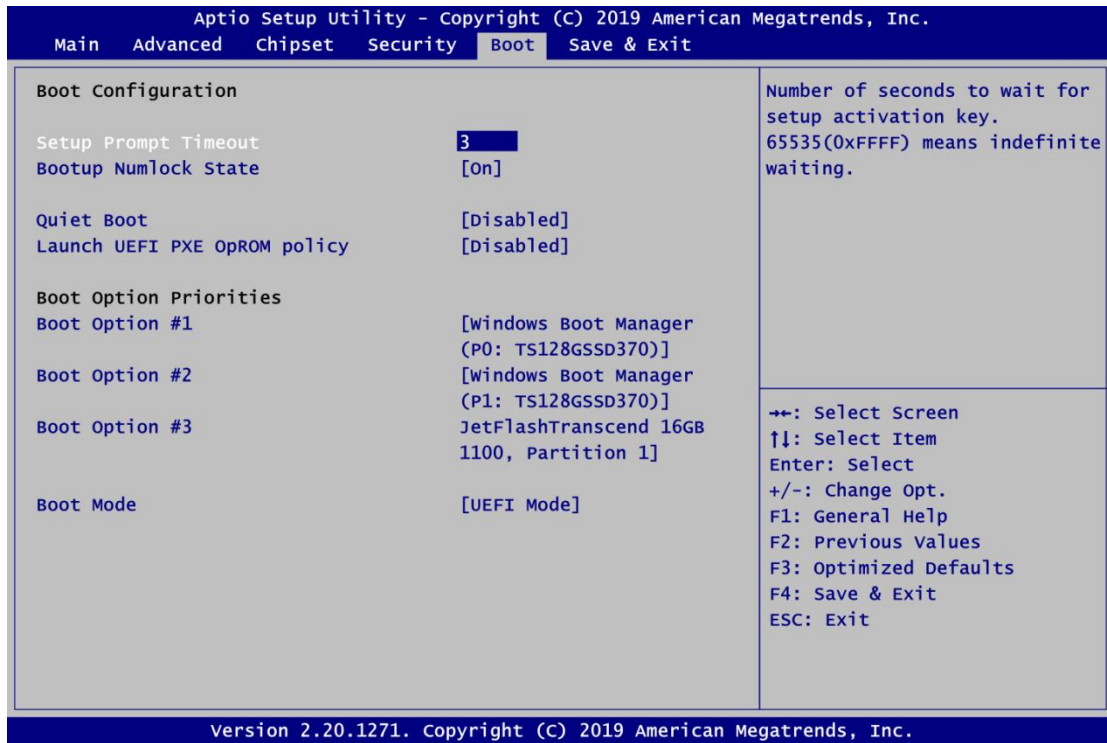 Aptio Setup Utility - Copyright (C) 2019 American Megatrends, Inc.
Main Advanced Chipset Security Boot Save & Exit
Boot Configuration
Setup Prompt Timeout 3
Bootup Numlock State [On]
Quiet Boot [Disabled]
Launch UEFI PXE OpROM policy [Disabled]
Boot Option Priorities
Boot Option #1 [Windows Boot Manager
(P0: TS128GSSD370)]
Boot Option #2 [Windows Boot Manager
(P1: TS128GSSD370)]
Boot Option #3 JetFlashTranscend 16GB
1100, Partition 1]
Boot Mode [UEFI Mode]
Number of seconds to wait for
setup activation key.
65535(0xFFFF) means indefinite
waiting.
→←: Select Screen
↑↓: Select Item
Enter: Select
+/-: Change Opt.
F1: General Help
F2: Previous Values
F3: Optimized Defaults
F4: Save & Exit
ESC: Exit
Version 2.20.1271. Copyright (C) 2019 American Megatrends, Inc.